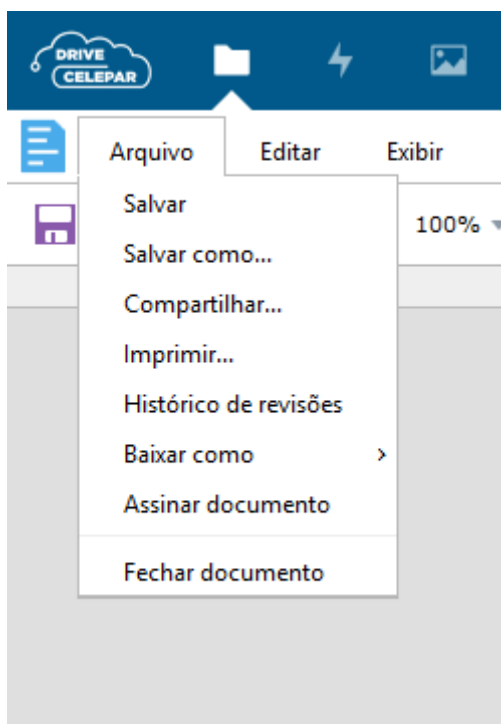 DRIVE
CELEPAR
Arquivo Editar Exibir
Salvar
100%
Salvar como...
Compartilhar...
Imprimir...
Histórico de revisões
Baixar como
Assinar documento
Fechar documento